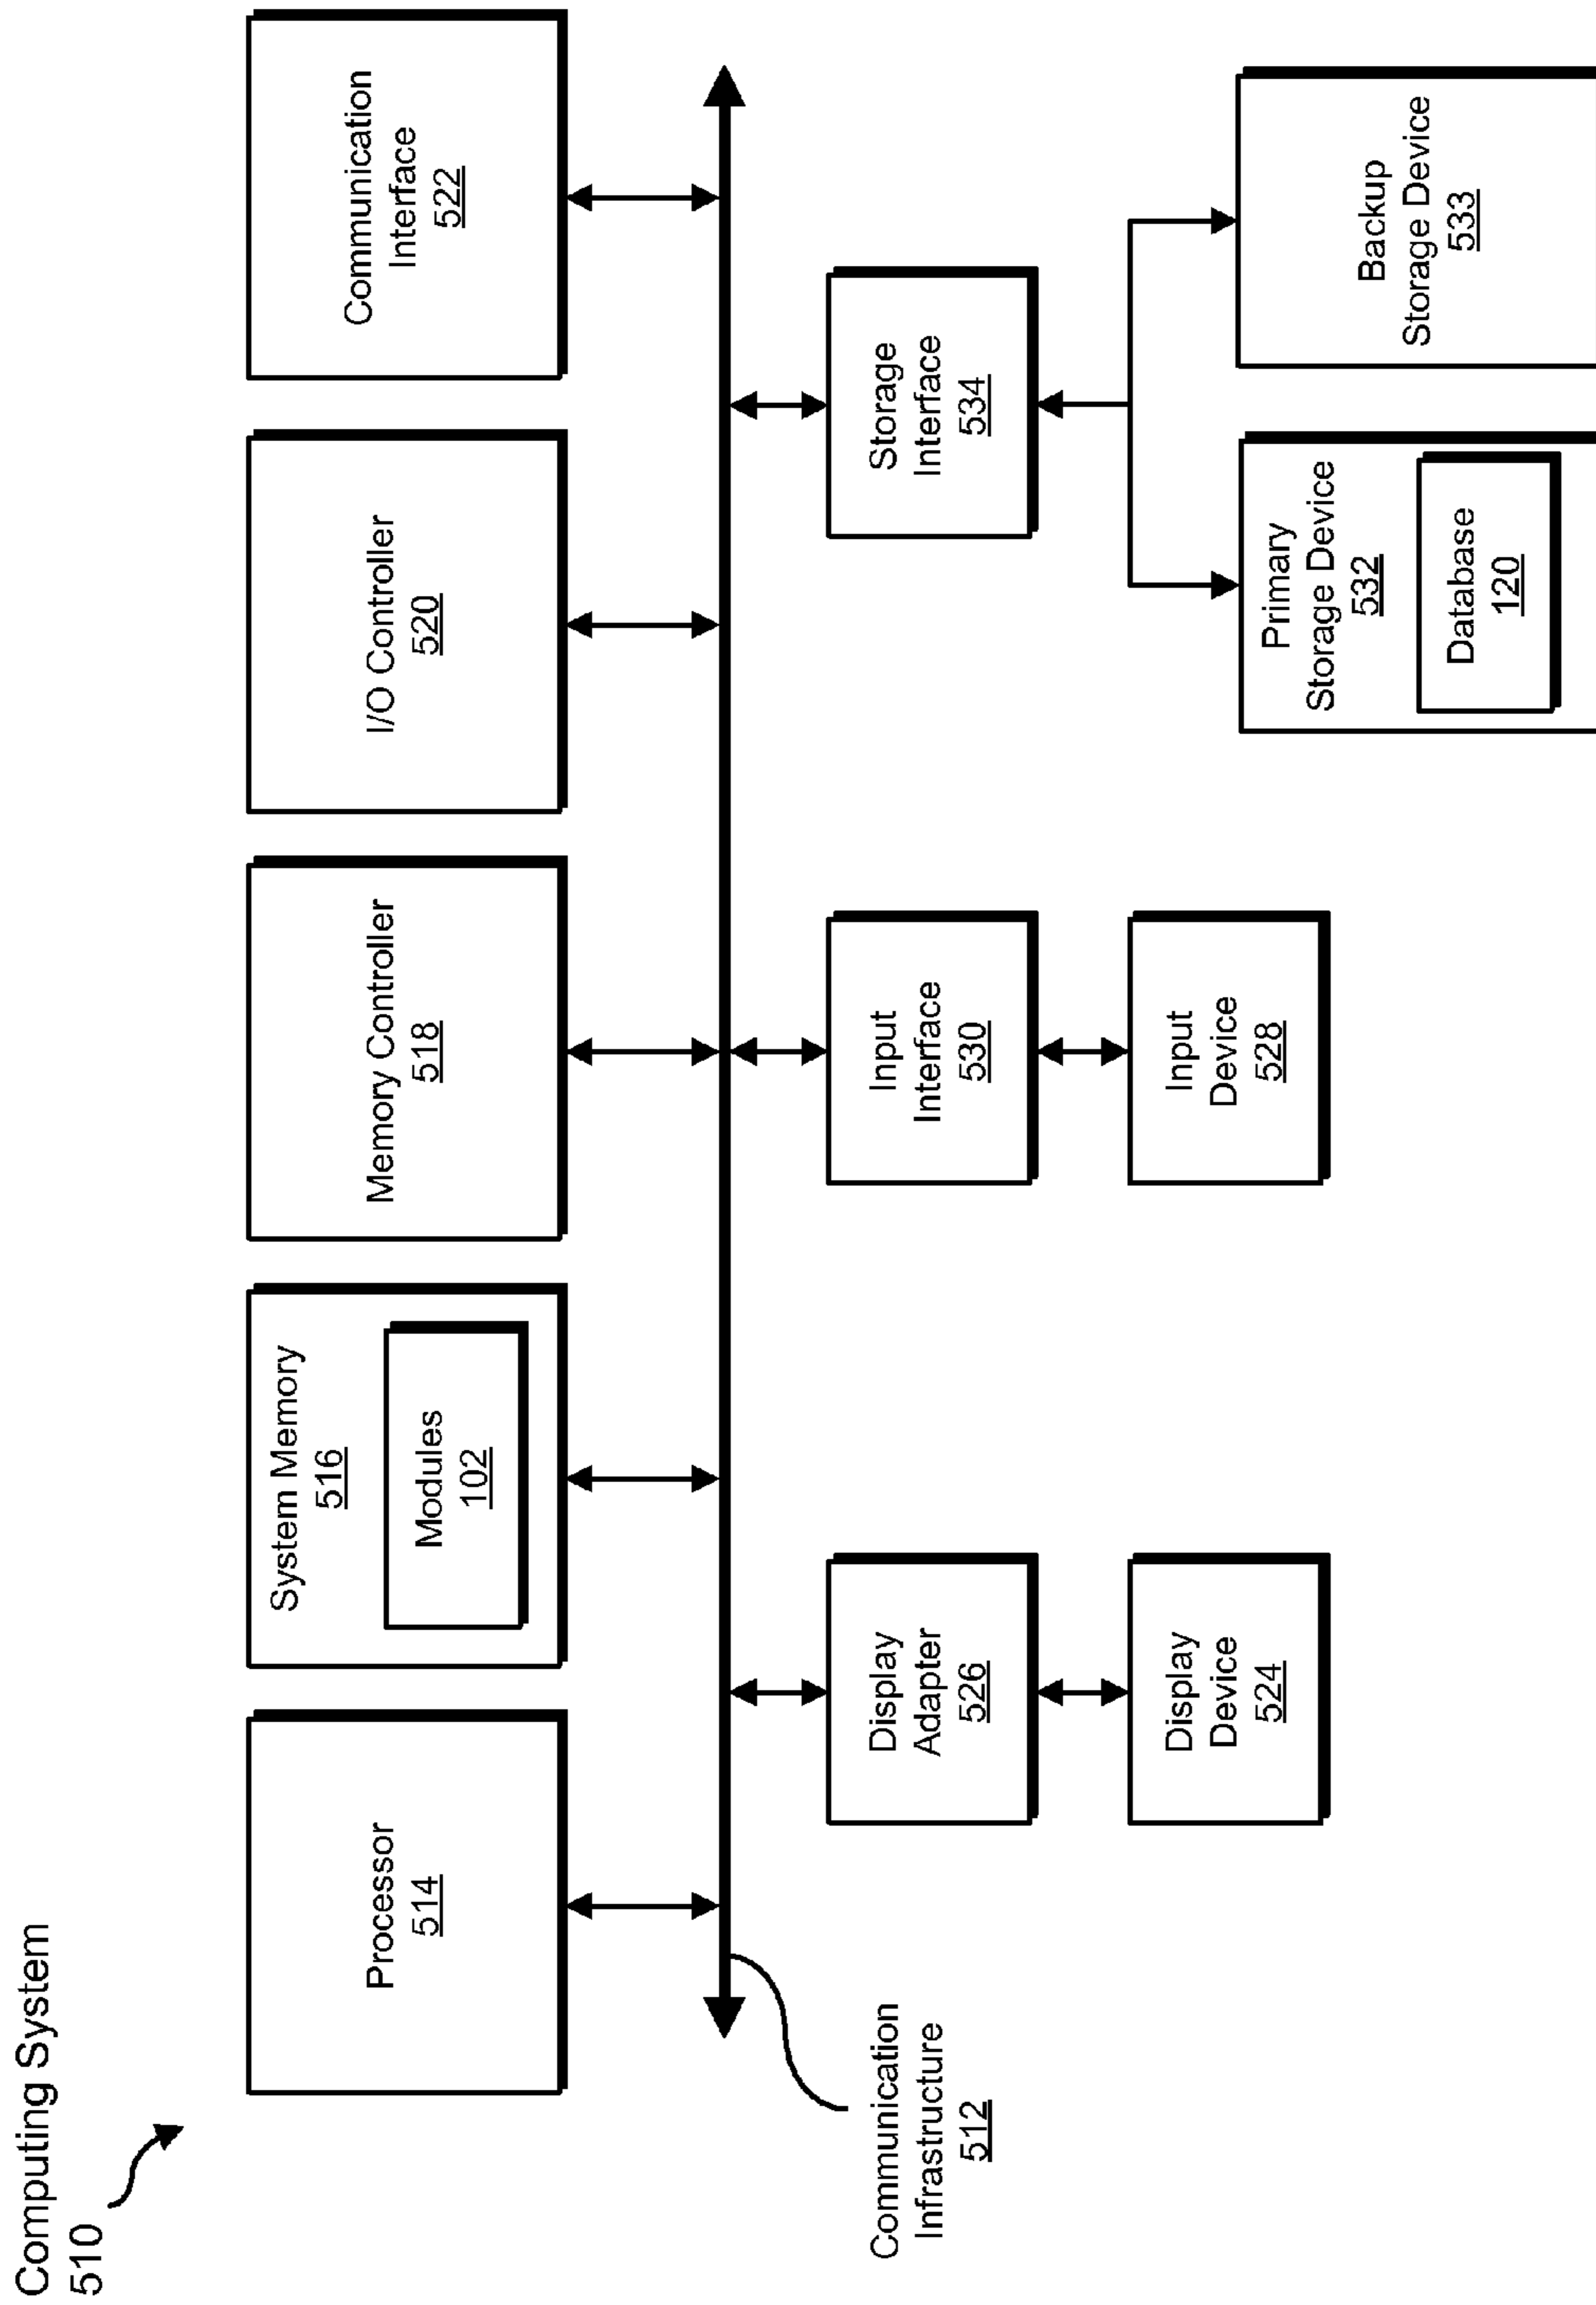 Computing System
510
Processor
514
System Memory
516
Modules
102
Memory Controller
518
I/O Controller
520
Communication
Interface
522
Communication
Infrastructure
512
Display
Adapter
526
Input
Interface
530
Storage
Interface
534
Display
Device
524
Input
Device
528
Primary
Storage Device
532
Database
120
Backup
Storage Device
533